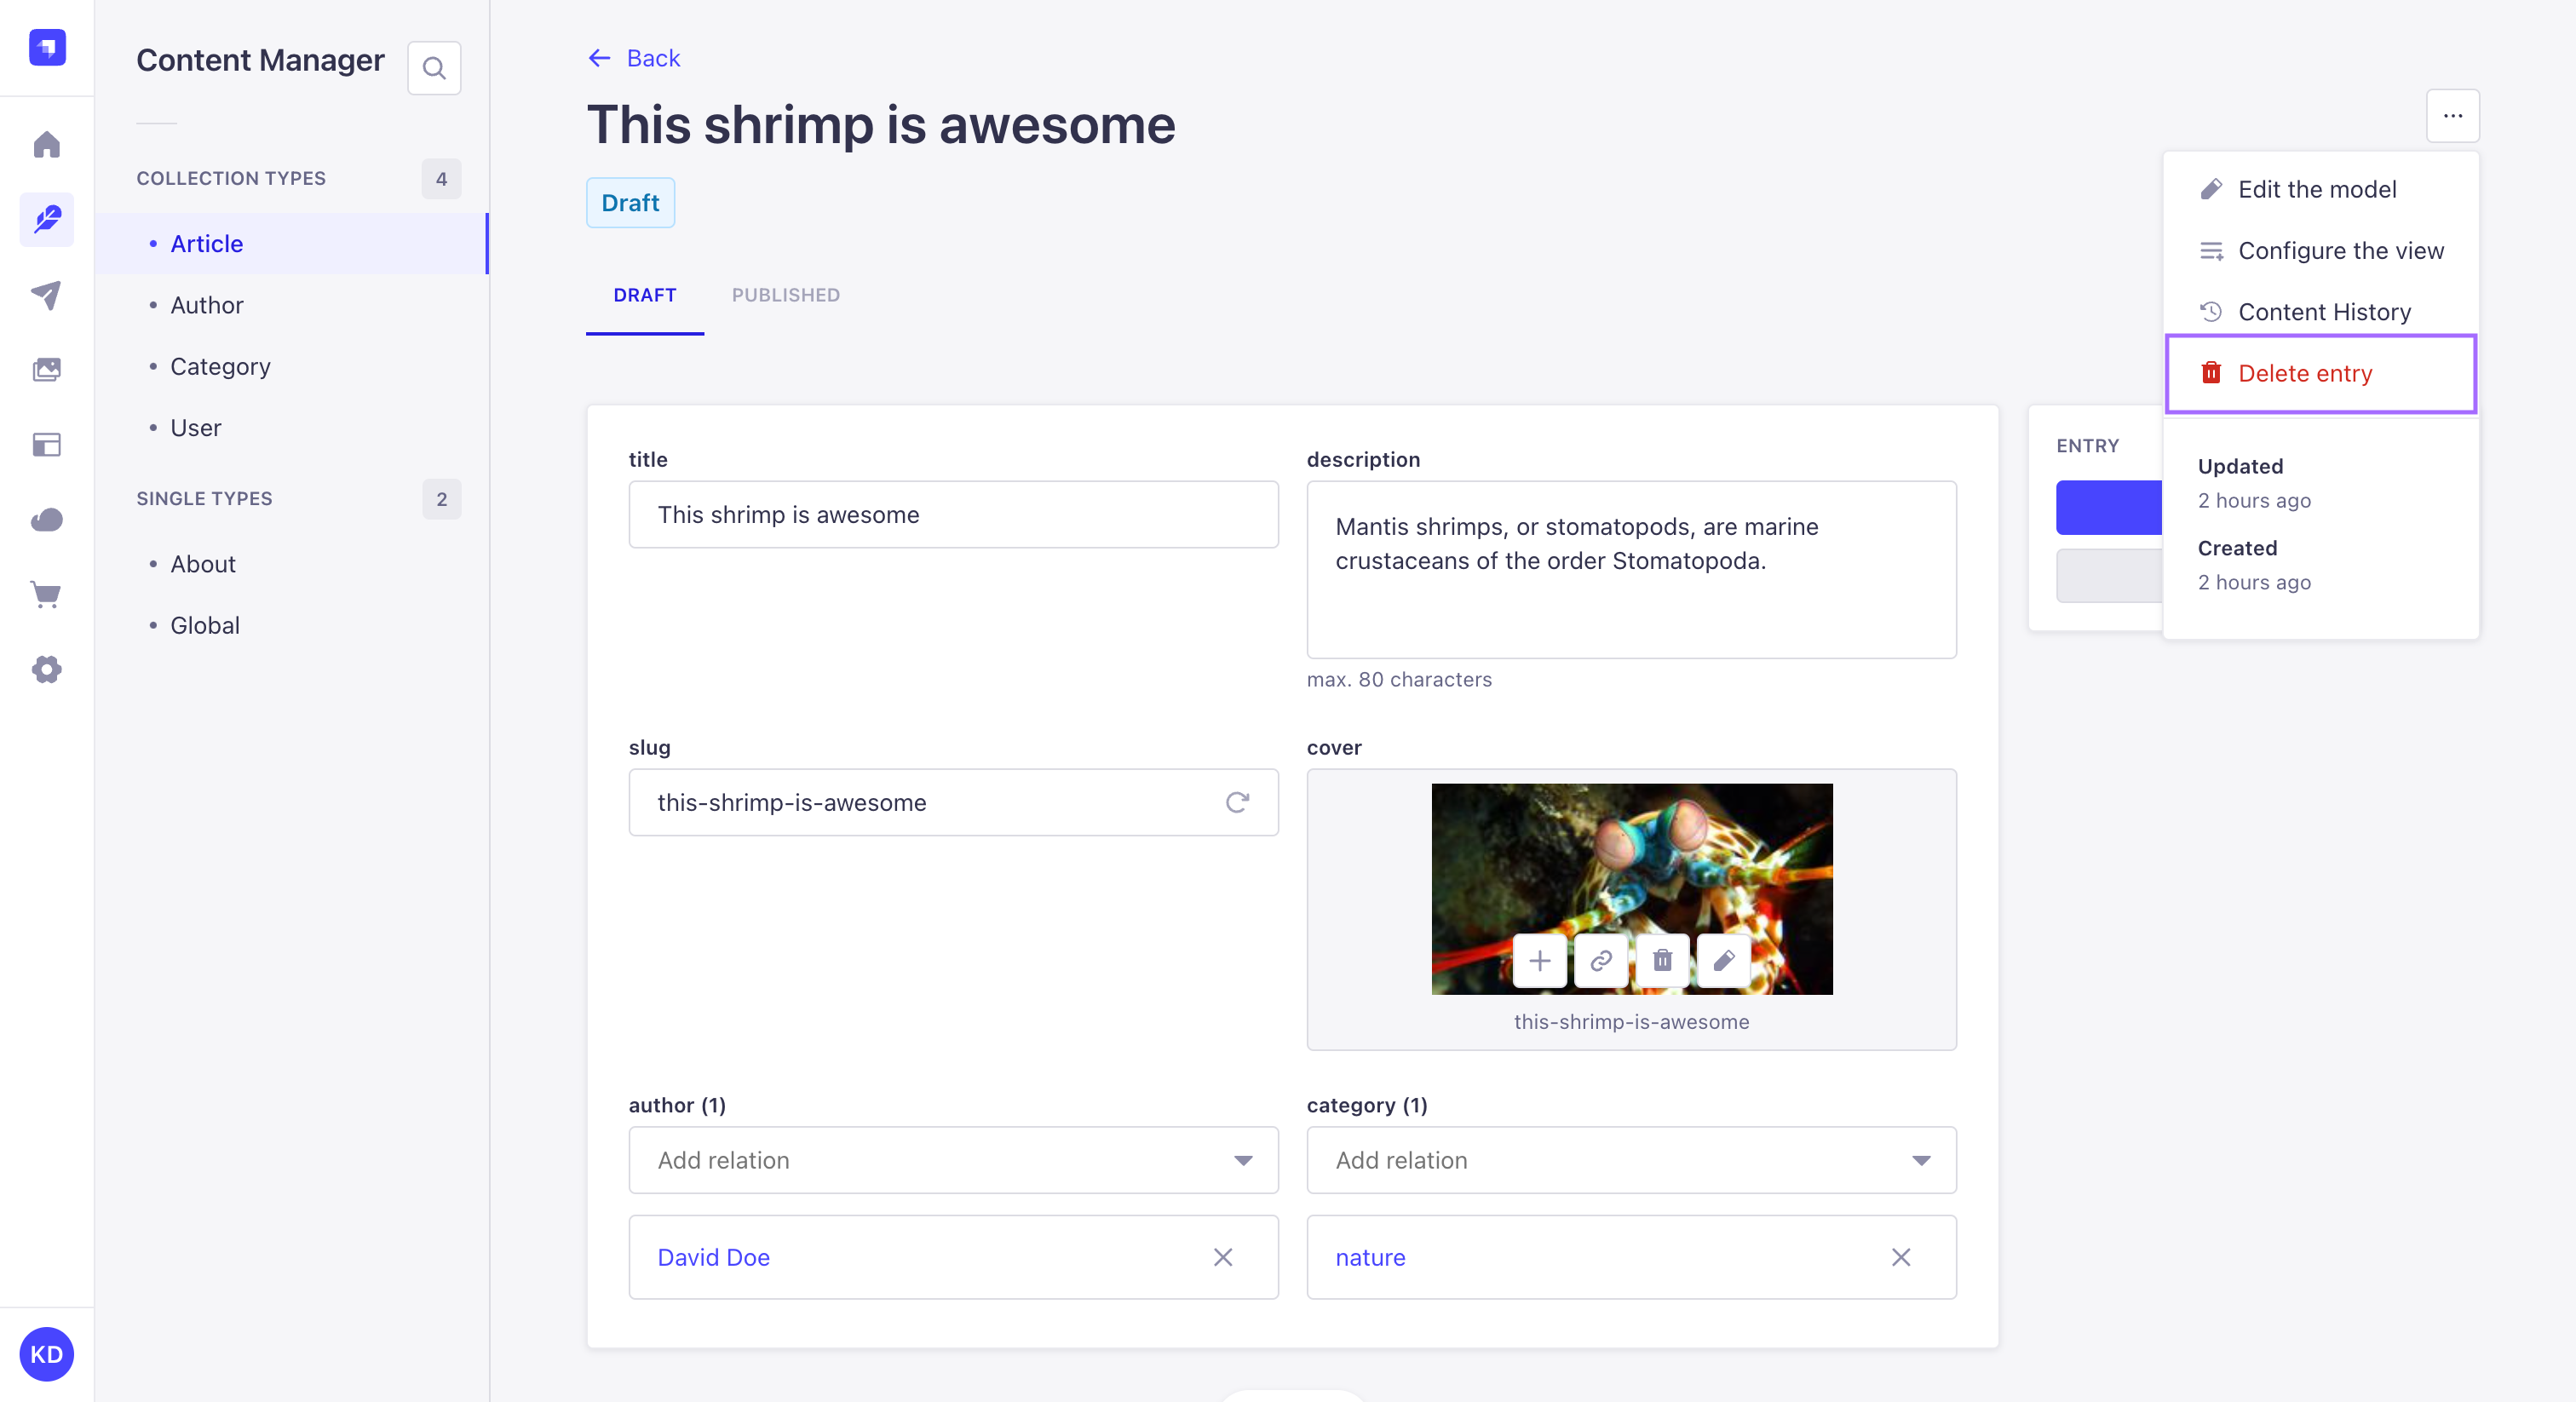 Content Manager
COLLECTION TYPES
4
Article
Author
Category
User
SINGLE TYPES
2
About
Global
KD
Back
This shrimp is awesome
Draft
DRAFT
PUBLISHED
title
This shrimp is awesome
description
Mantis shrimps, or stomatopods, are marine
crustaceans of the order Stomatopoda.
max. 80 characters
slug
this-shrimp-is-awesome
cover
this-shrimp-is-awesome
author (1)
Add relation
David Doe
category (1)
Add relation
nature
ENTRY
Edit the model
Configure the view
Content History
Delete entry
Updated
2 hours ago
Created
2 hours ago